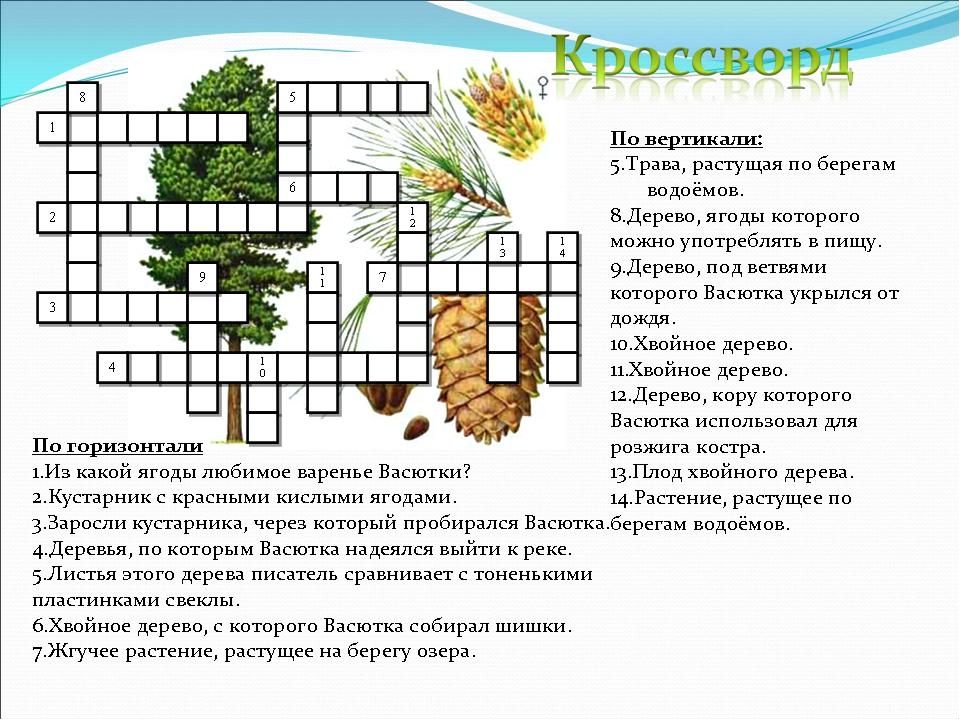 Кроссворд
8
5
1
6
2
12
13
14
9
11
7
3
4
10
♀
По вертикали:
5.Трава, растущая по берегам
водоёмов.
8.Дерево, ягоды которого
можно употреблять в пищу.
9.Дерево, под ветвями
которого Васютка укрылся от
дождя.
10.Хвойное дерево.
11.Хвойное дерево.
12.Дерево, кору которого
Васютка использовал для
розжига костра.
13.Плод хвойного дерева.
14.Растение, растущее по
берегам водоёмов.
По горизонтали
1.Из какой ягоды любимое варенье Васютки?
2.Кустарник с красными кислыми ягодами.
3.Заросли кустарника, через который пробирался Васютка.
4.Деревья, по которым Васютка надеялся выйти к реке.
5.Листья этого дерева писатель сравнивает с тоненькими
пластинками свеклы.
6.Хвойное дерево, с которого Васютка собирал шишки.
7.Жгучее растение, растущее на берегу озера.